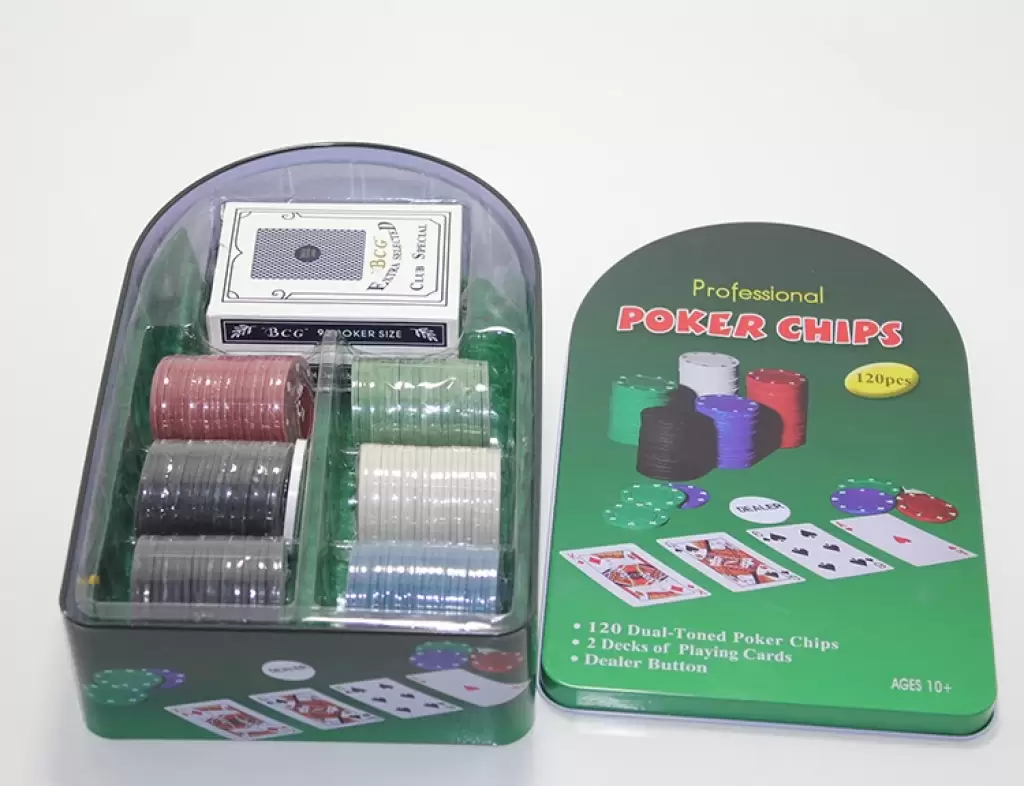 "BCG"
EXTRA SELECTED
CLUB SPECIAL
"BCG" 92 POKER SIZE
DEALER
Professional
POKER CHIPS
120pcs
DEALER
• 120 Dual-Toned Poker Chips
• 2 Decks of Playing Cards
• Dealer Button
AGES 10+